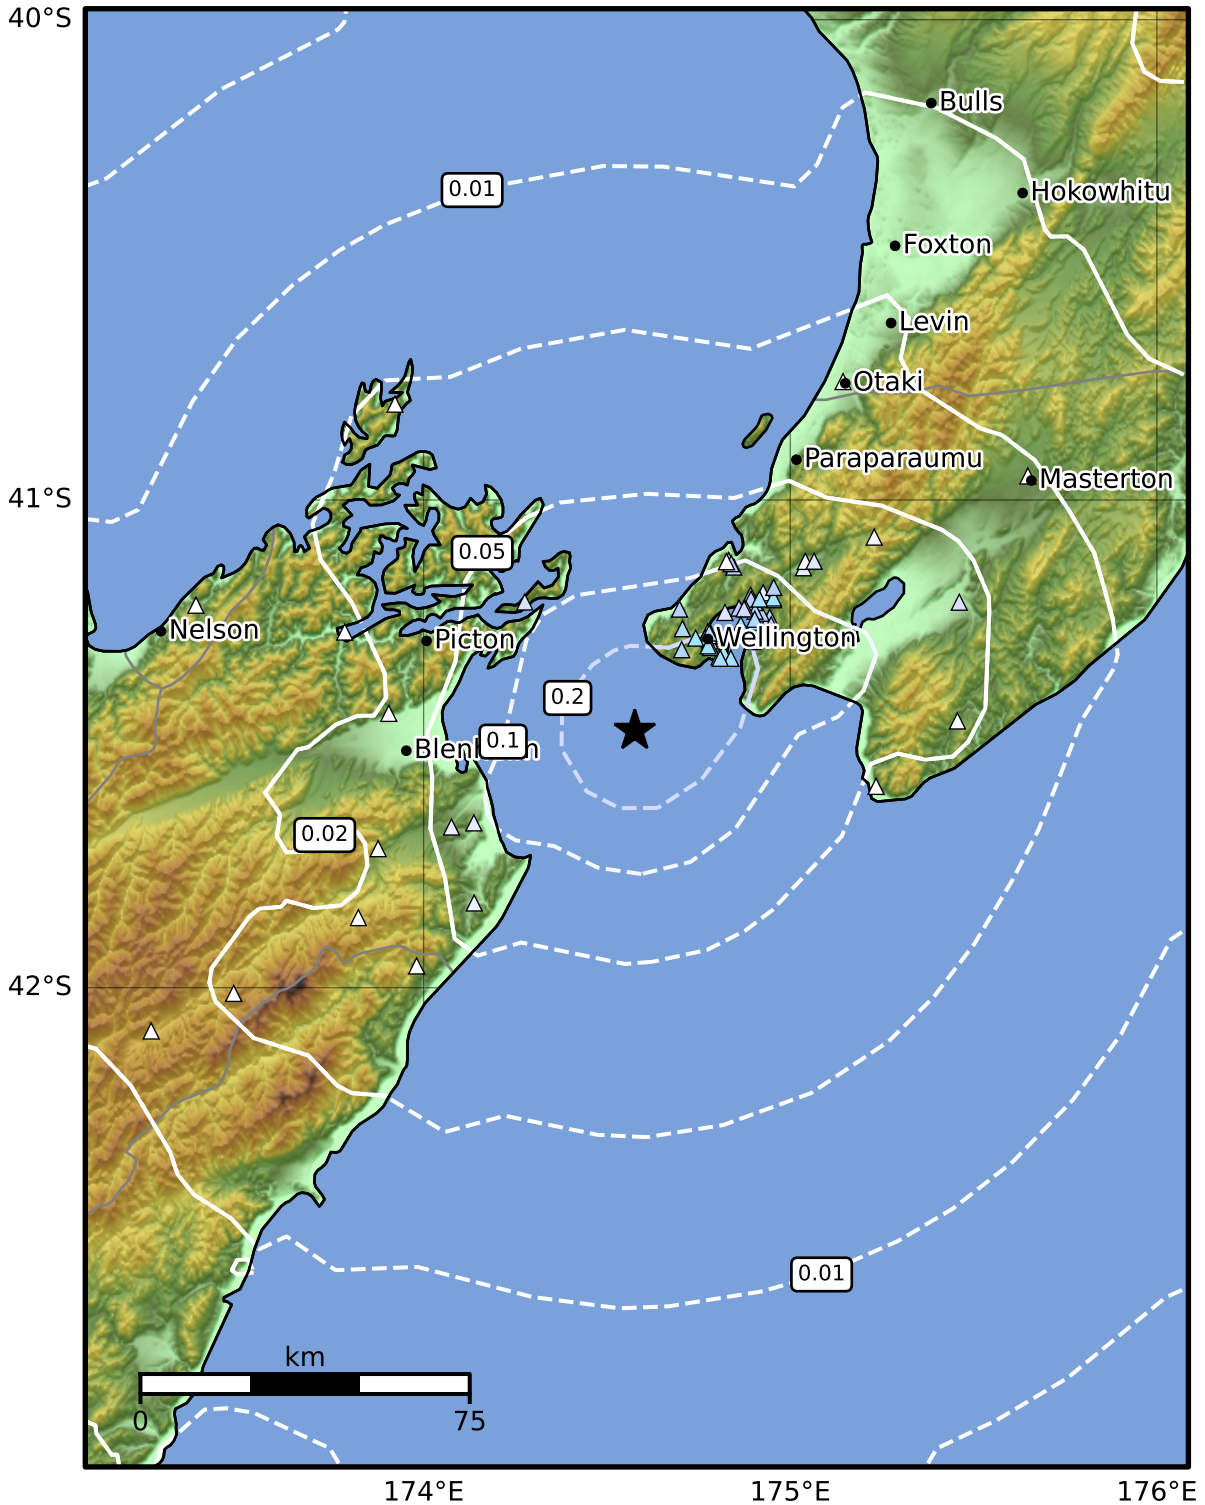 40°S
Bulls
0.01
Hokowhitu
Foxton
Levin
Otaki
Paraparaumu
Masterton
41°S
0.05
Nelson
Picton
Wellington
0.2
0.1
Blenheim
0.02
42°S
0.01
km
0 75
174°E 175°E 176°E